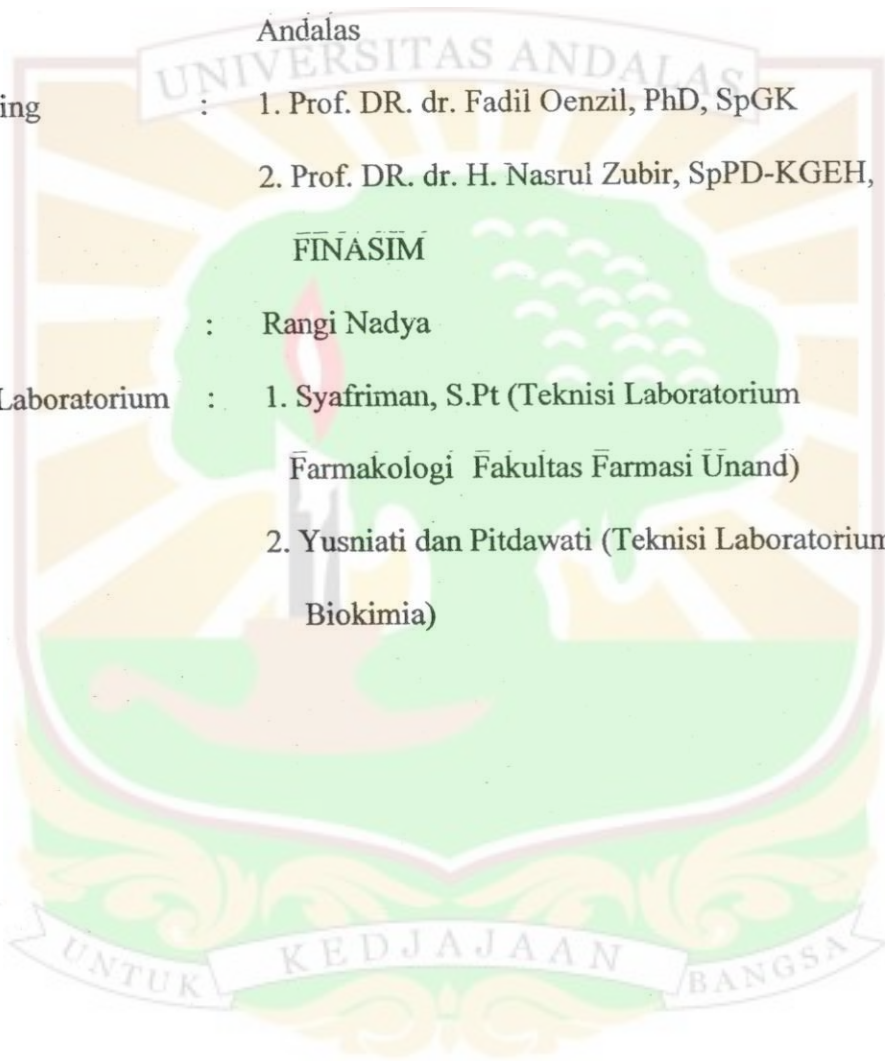 Andalas
UNIVERSITAS ANDALAS
ing : 1. Prof. DR. dr. Fadil Oenzil, PhD, SpGK
2. Prof. DR. dr. H. Nasrul Zubir, SpPD-KGEH,
FINASIM
: Rangi Nadya
Laboratorium : 1. Syafriman, S.Pt (Teknisi Laboratorium
Farmakologi Fakultas Farmasi Unand)
2. Yusniati dan Pitdawati (Teknisi Laboratorium
Biokimia)
UNTUK KEDJAJAAN BANGSA